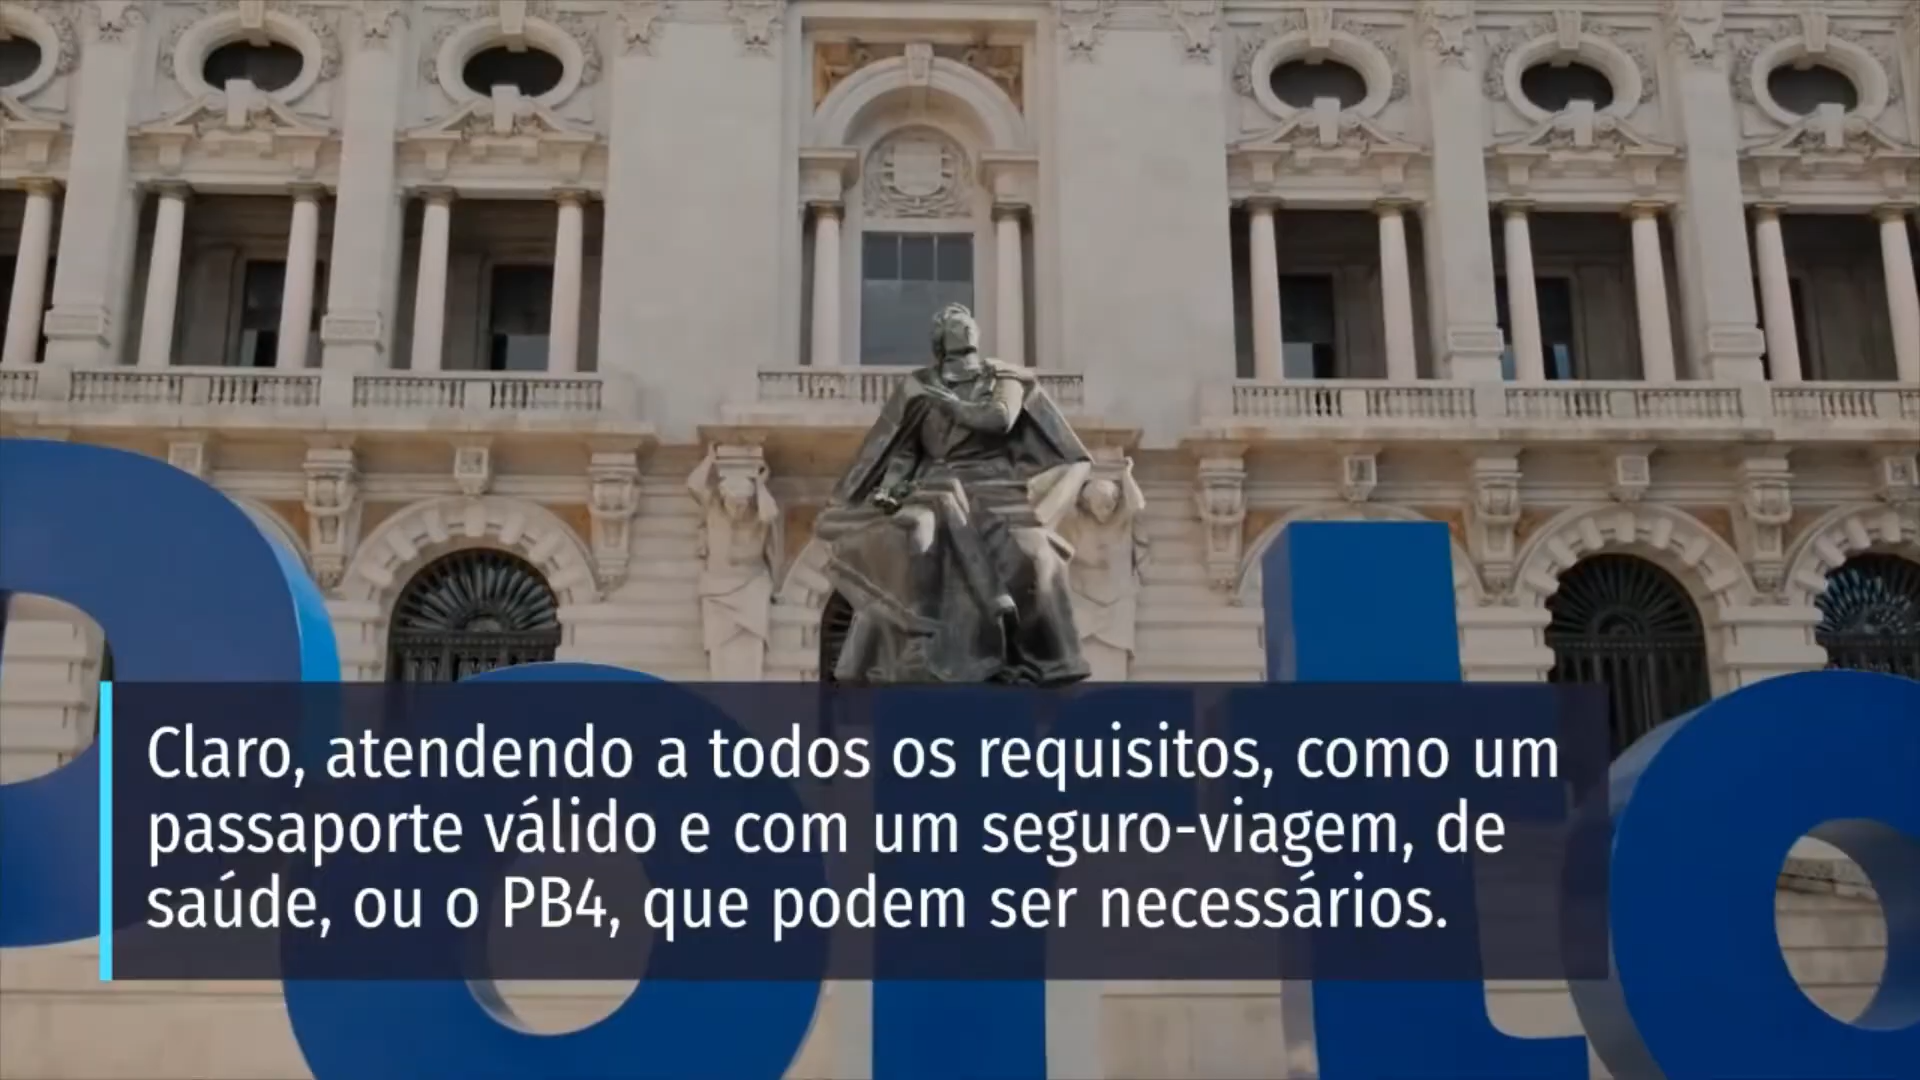 Porto
Claro, atendendo a todos os requisitos, como um
passaporte válido e com um seguro-viagem, de
saúde, ou o PB4, que podem ser necessários.